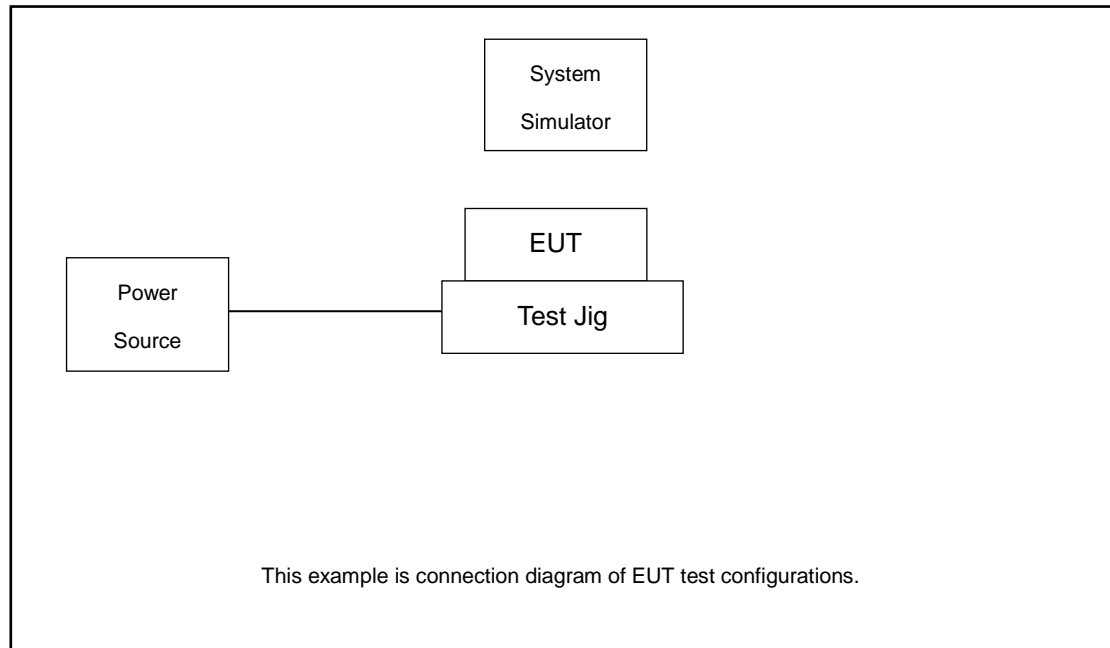 System
Simulator
EUT
Power
Source
Test Jig
This example is connection diagram of EUT test configurations.